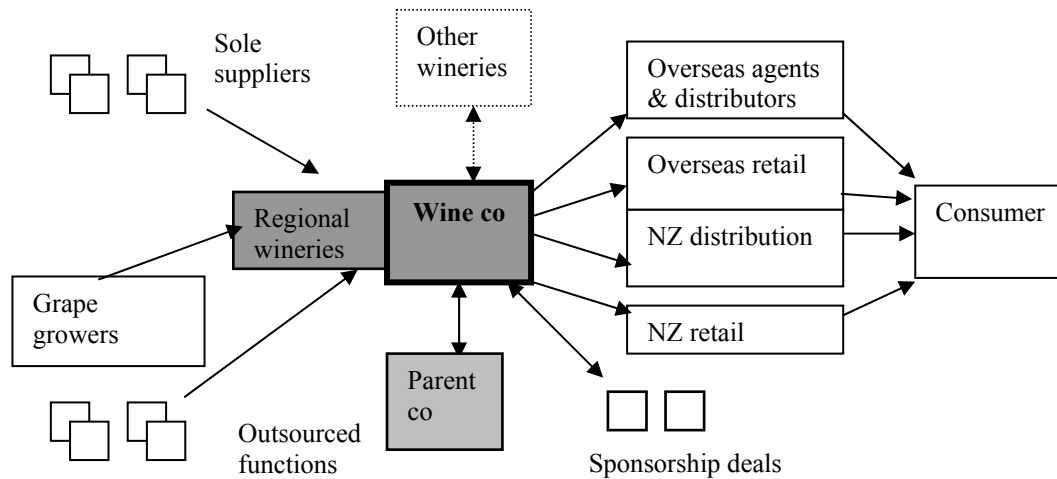 Sole
suppliers
Other
wineries
Overseas agents
& distributors
Overseas retail
Regional
wineries
Wine co
NZ distribution
Consumer
Grape
growers
NZ retail
Parent
co
Outsourced
functions
Sponsorship deals